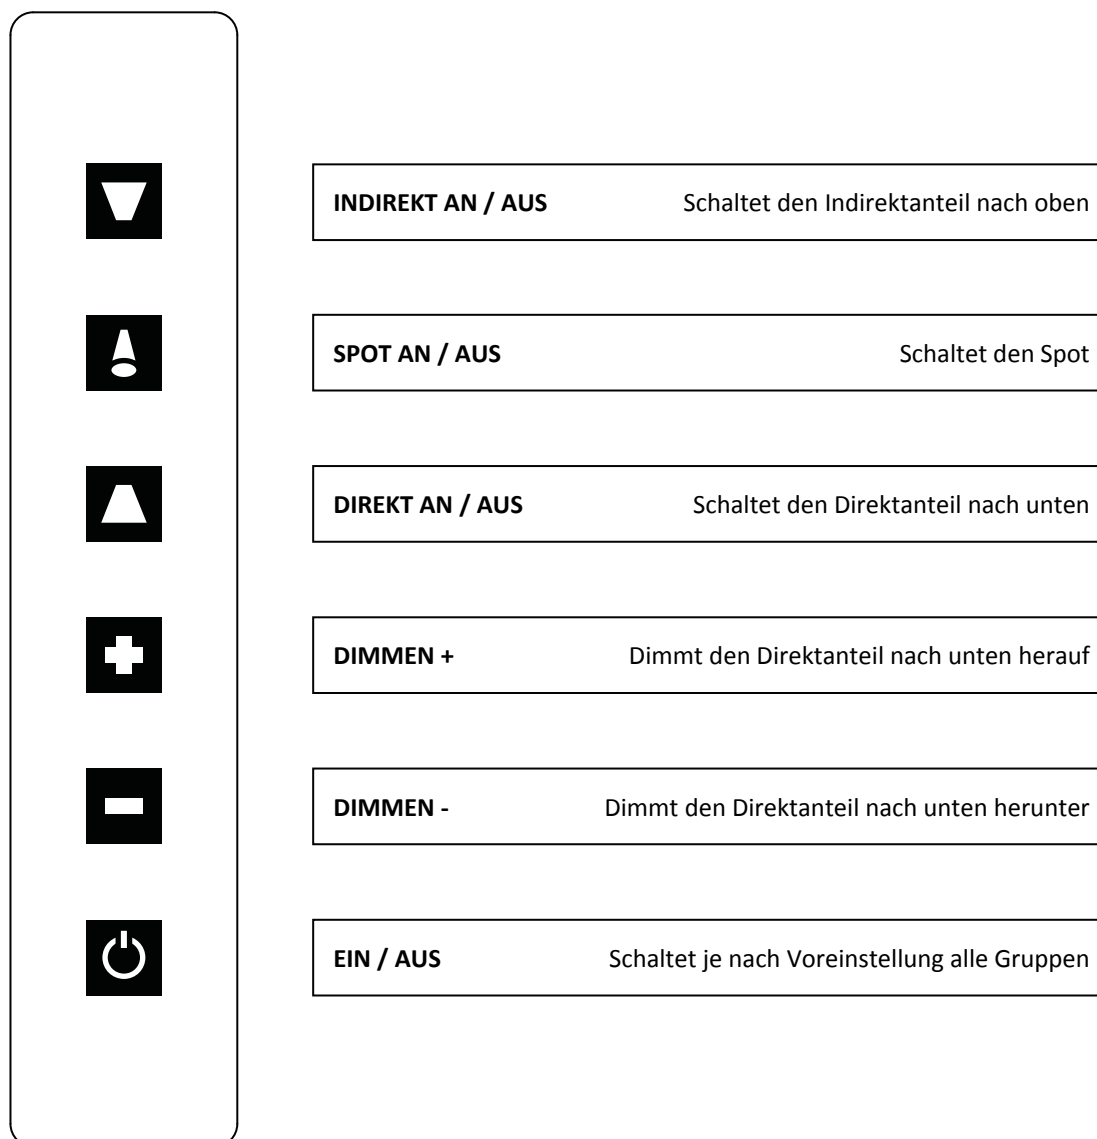 INDIREKT AN / AUS Schaltet den Indirektanteil nach oben
SPOT AN / AUS Schaltet den Spot
DIREKT AN / AUS Schaltet den Direktanteil nach unten
DIMMEN + Dimmt den Direktanteil nach unten herauf
DIMMEN - Dimmt den Direktanteil nach unten herunter
EIN / AUS Schaltet je nach Voreinstellung alle Gruppen